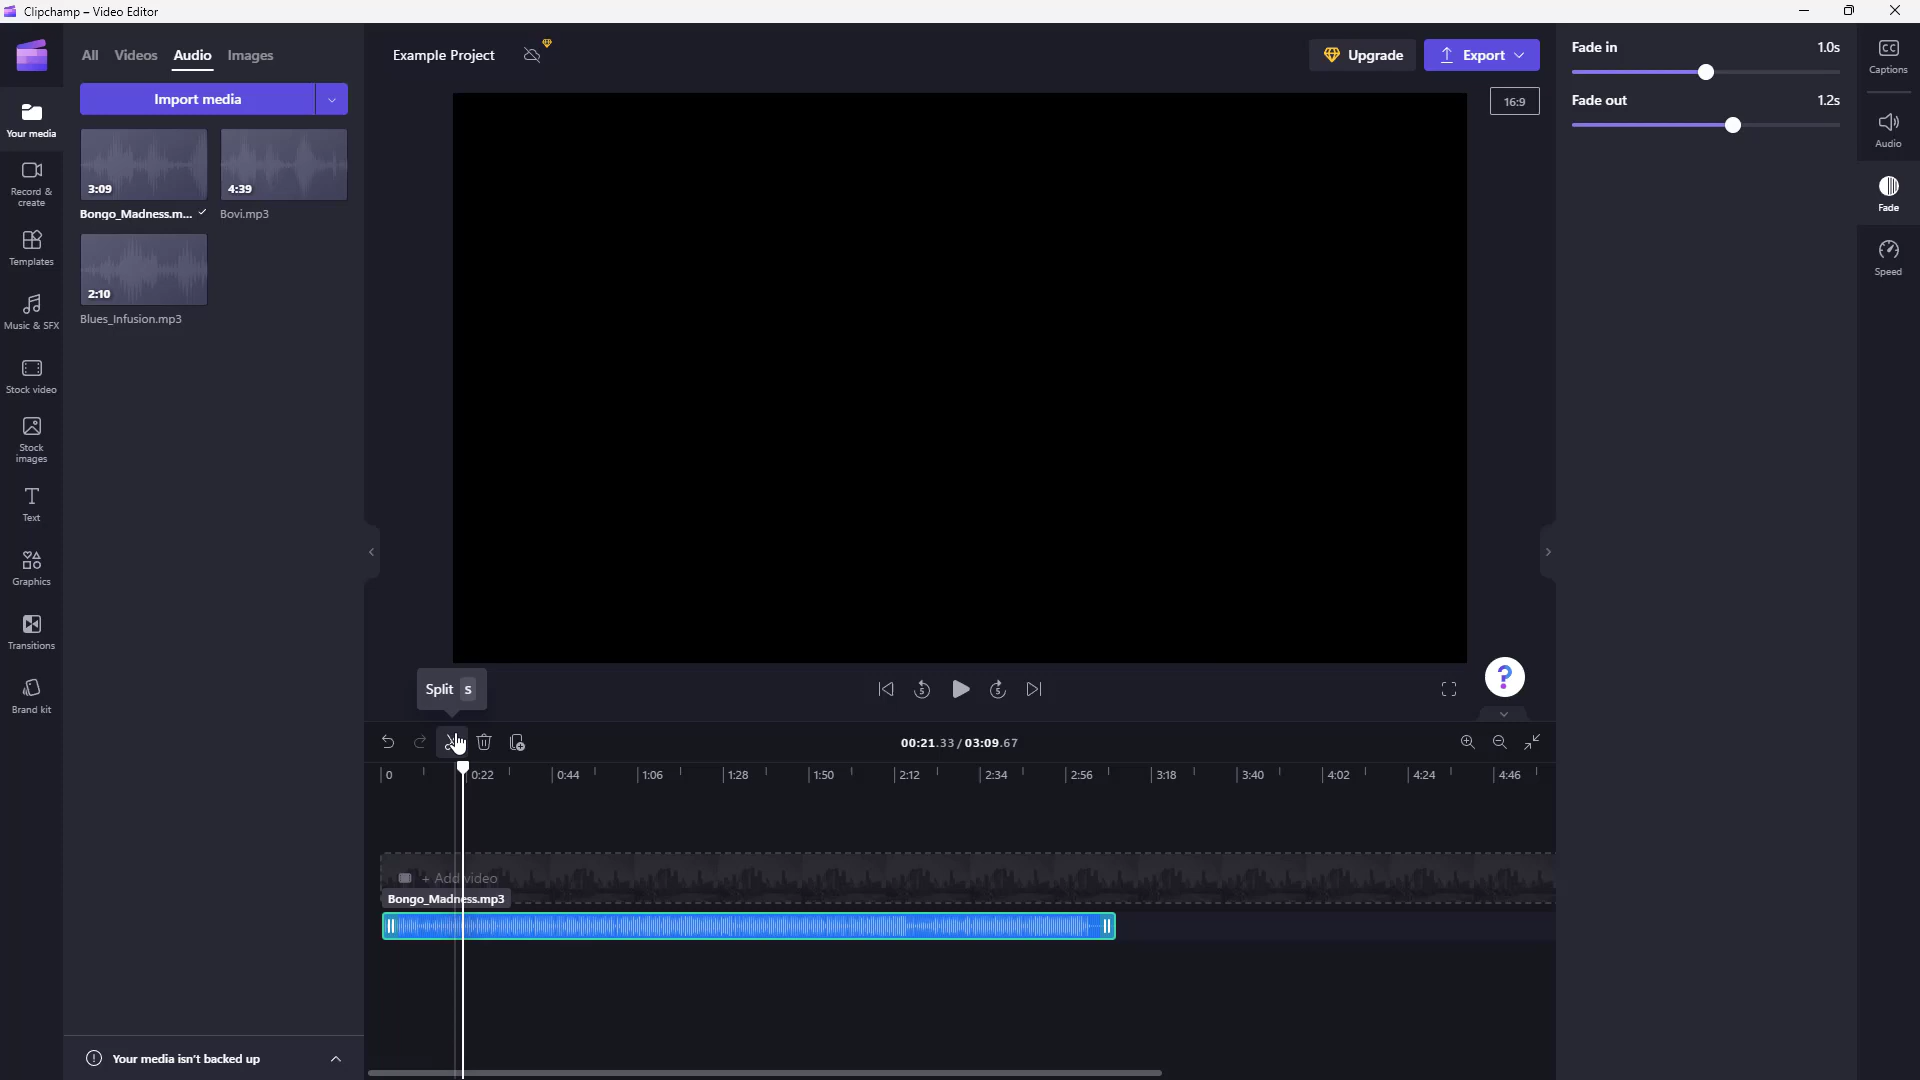 Clipchamp – Video Editor
All Videos Audio Images
Import media
3:09
4:39
Bongo_Madness.m...
Bovi.mp3
2:10
Blues_Infusion.mp3
Your media
Record &
create
Templates
Music & SFX
Stock video
Stock
images
Text
Graphics
Transitions
Brand kit
Your media isn't backed up
Example Project
Upgrade
Export
16:9
Fade in 1.0s
Fade out 1.2s
CC
Captions
Audio
Fade
Speed
Split S
5
5
?
00:21.33 / 03:09.67
0 0:22 0:44 1:06 1:28 1:50 2:12 2:34 2:56 3:18 3:40 4:02 4:24 4:46
+ Add video
Bongo_Madness.mp3